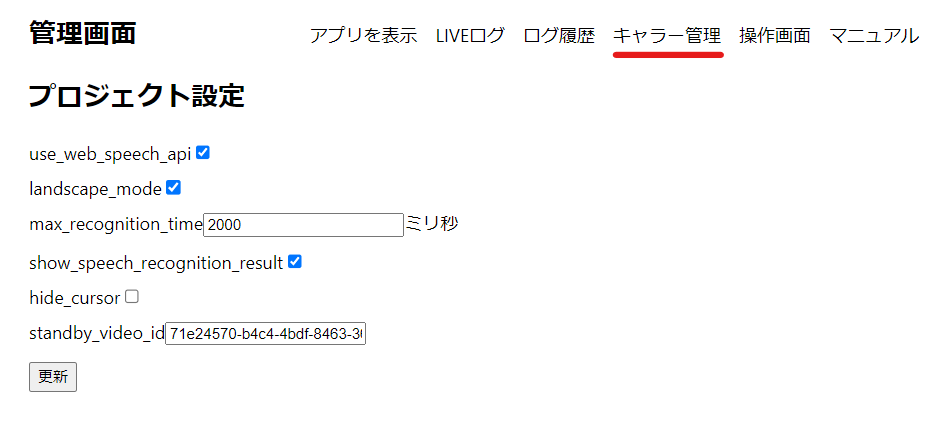 管理画面
アプリを表示 LIVEログ ログ履歴 キャラー管理 操作画面 マニュアル
プロジェクト設定
use_web_speech_api
landscape_mode
max_recognition_time 2000 ミリ秒
show_speech_recognition_result
hide_cursor
standby_video_id 71e24570-b4c4-4bdf-8463-3
更新